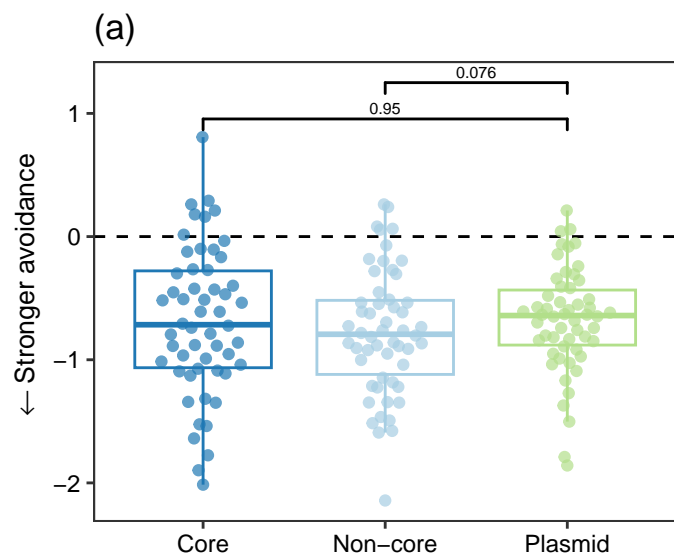 (a)
0.076
0.95
← Stronger avoidance
1
0
−1
−2
Core
Non−core
Plasmid